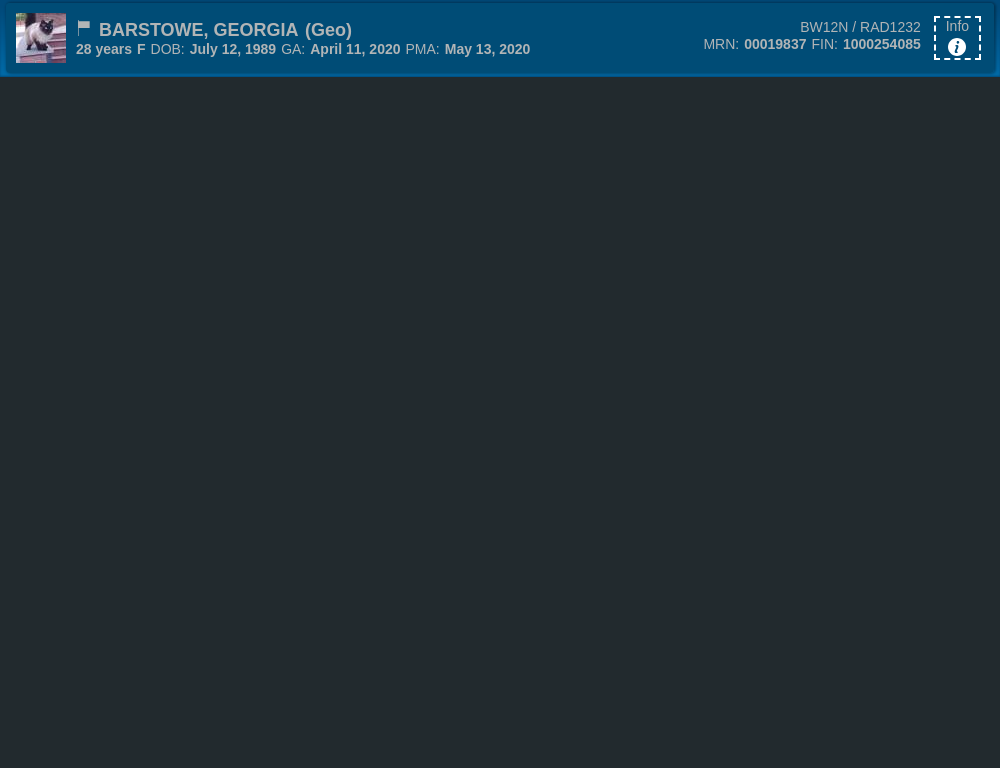 BARSTOWE, GEORGIA (Geo)
28 years F DOB: July 12, 1989 GA: April 11, 2020 PMA: May 13, 2020
BW12N / RAD1232
MRN: 00019837 FIN: 1000254085
Info